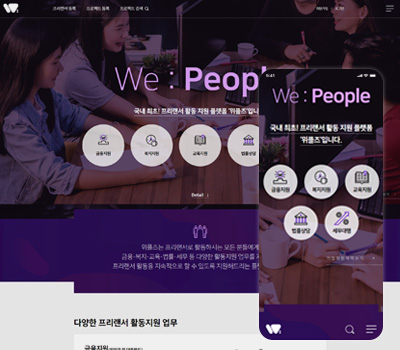 W.
프리랜서 등록
프로젝트 등록
프로젝트 검색
We : People
국내 최초! 프리랜서 활동 지원 플랫폼
'위플즈'입니
금융지원
복지지원
교육지원
법률상담
Detail
위플스는 프리랜서로 활동하시는 모든 분들에게
금융·복지·교육·법률·세무 등 다양한 활동지원 업무를
프리랜서 활동을 지속적으로 할 수 있도록 지원해드리는
다양한 프리랜서 활동지원 업무
금융지원
We : People
국내 최초! 프리랜서 활동 지원 플랫폼
'위플즈'입니다.
금융지원
복지지원
교육지원
법률상담
세무대행
W.